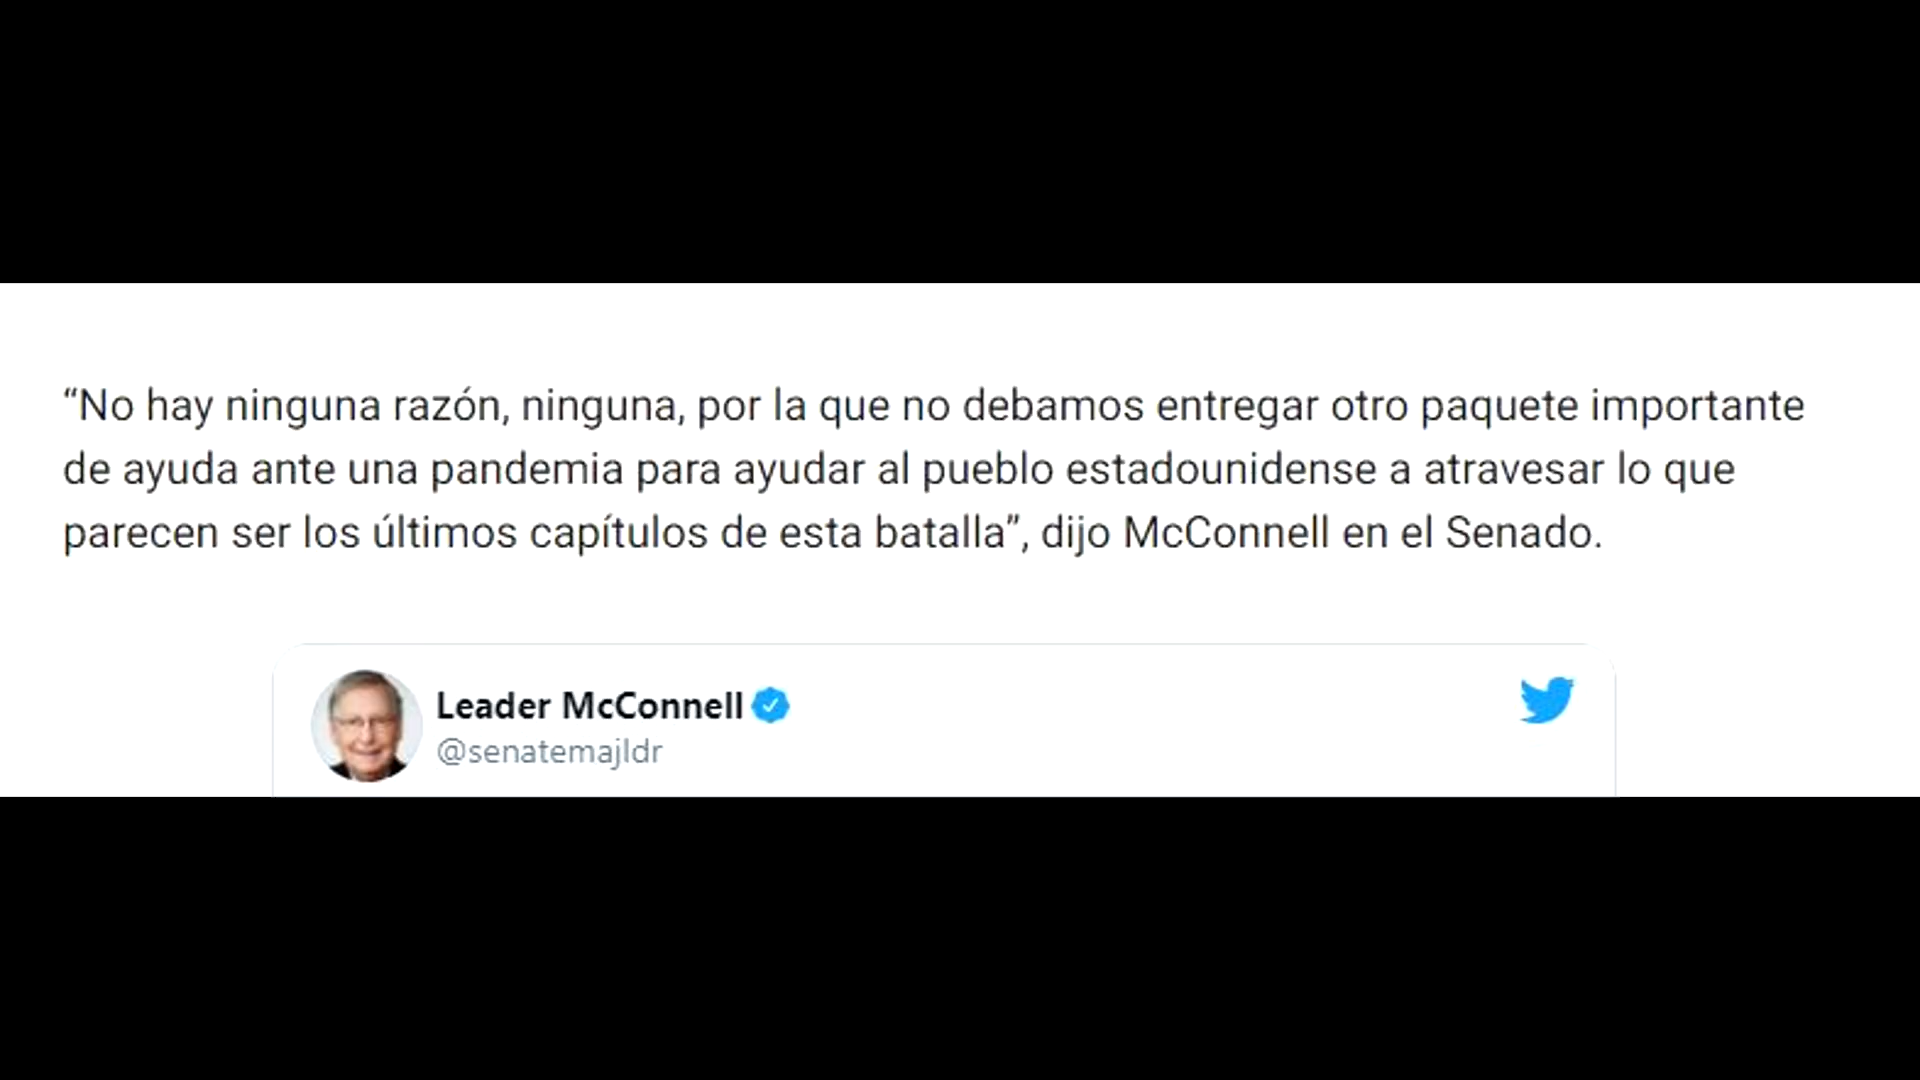 “No hay ninguna razón, ninguna, por la que no debamos entregar otro paquete importante
de ayuda ante una pandemia para ayudar al pueblo estadounidense a atravesar lo que
parecen ser los últimos capítulos de esta batalla”, dijo McConnell en el Senado.
Leader McConnell
@senatemajldr